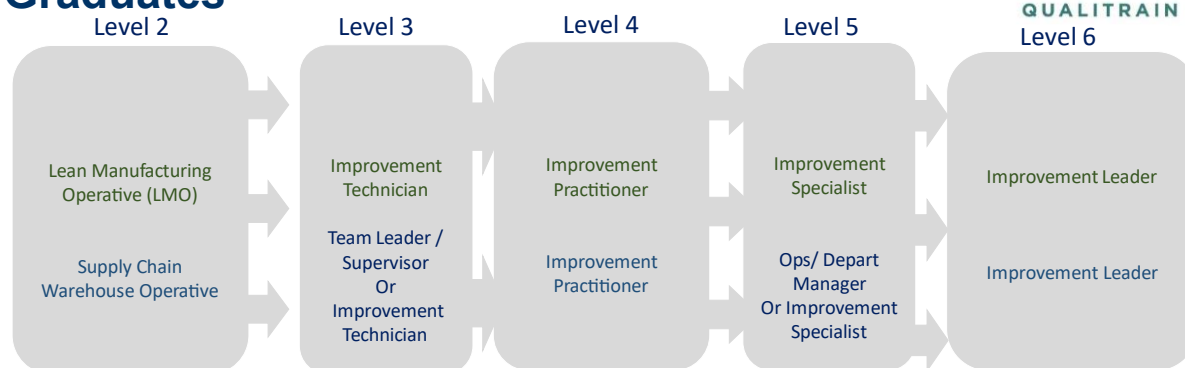 Graduates
QUALITRAIN
Level 2
Level 3
Level 4
Level 5
Level 6
Lean Manufacturing
Operative (LMO)
Supply Chain
Warehouse Operative
Improvement
Technician
Team Leader /
Supervisor
Or
Improvement
Technician
Improvement
Practitioner
Improvement
Practitioner
Improvement
Specialist
Ops/ Depart
Manager
Or Improvement
Specialist
Improvement Leader
Improvement Leader